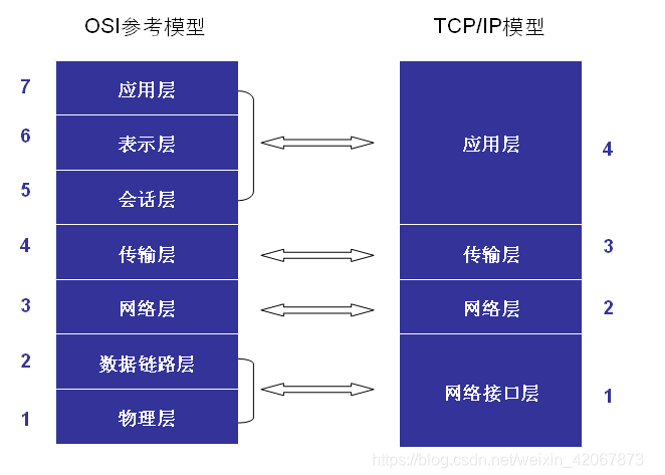 OSI参考模型
TCP/IP模型
7
应用层
6
表示层
5
会话层
4
传输层
3
网络层
2
数据链路层
1
物理层
应用层
4
传输层
3
网络层
2
网络接口层
1
https://blog.csdn.net/weixin_42067873